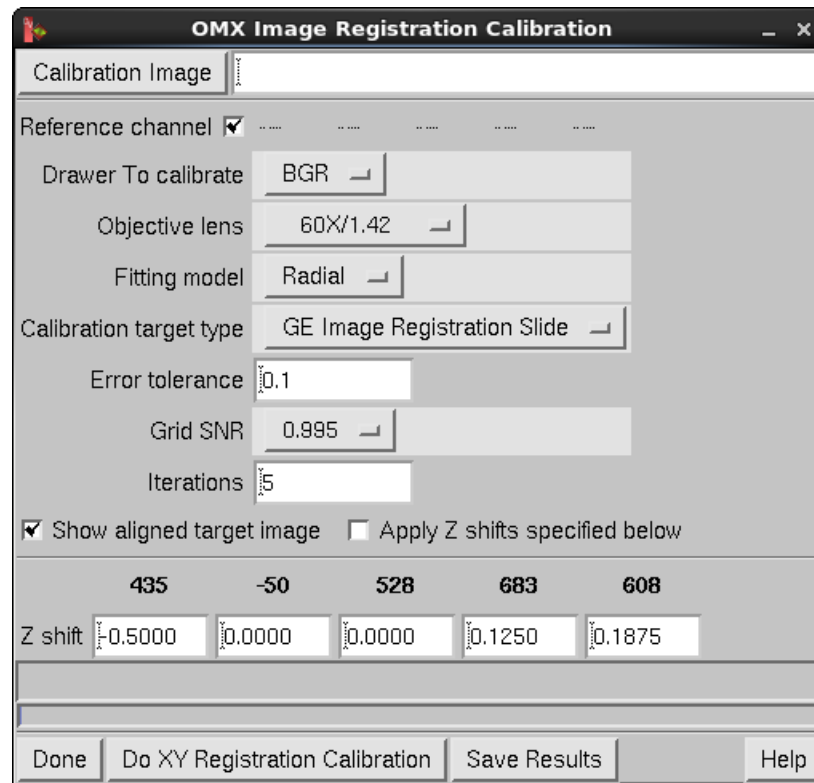 OMX Image Registration Calibration
Calibration Image
Reference channel
Drawer To calibrate BGR
Objective lens 60X/1.42
Fitting model Radial
Calibration target type GE Image Registration Slide
Error tolerance 0.1
Grid SNR 0.995
Iterations 5
Show aligned target image Apply Z shifts specified below
435 -50 528 683 608
Z shift -0.5000 0.0000 0.0000 0.1250 0.1875
Done Do XY Registration Calibration Save Results Help